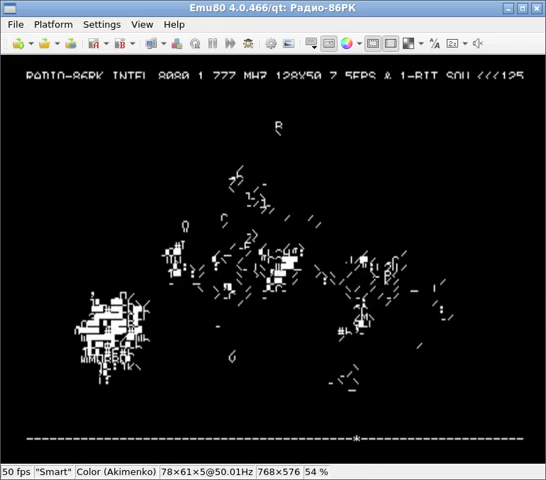 Emu80 4.0.466/qt: Радио-86РК
File Platform Settings View Help
RADIO-86RK INTEL 8080 1 777 MHZ 128X50 7 5FPS & 1-BIT SOU <<<125
R
50 fps "Smart" Color (Akimenko) 78×61×5@50.01Hz 768×576 54 %